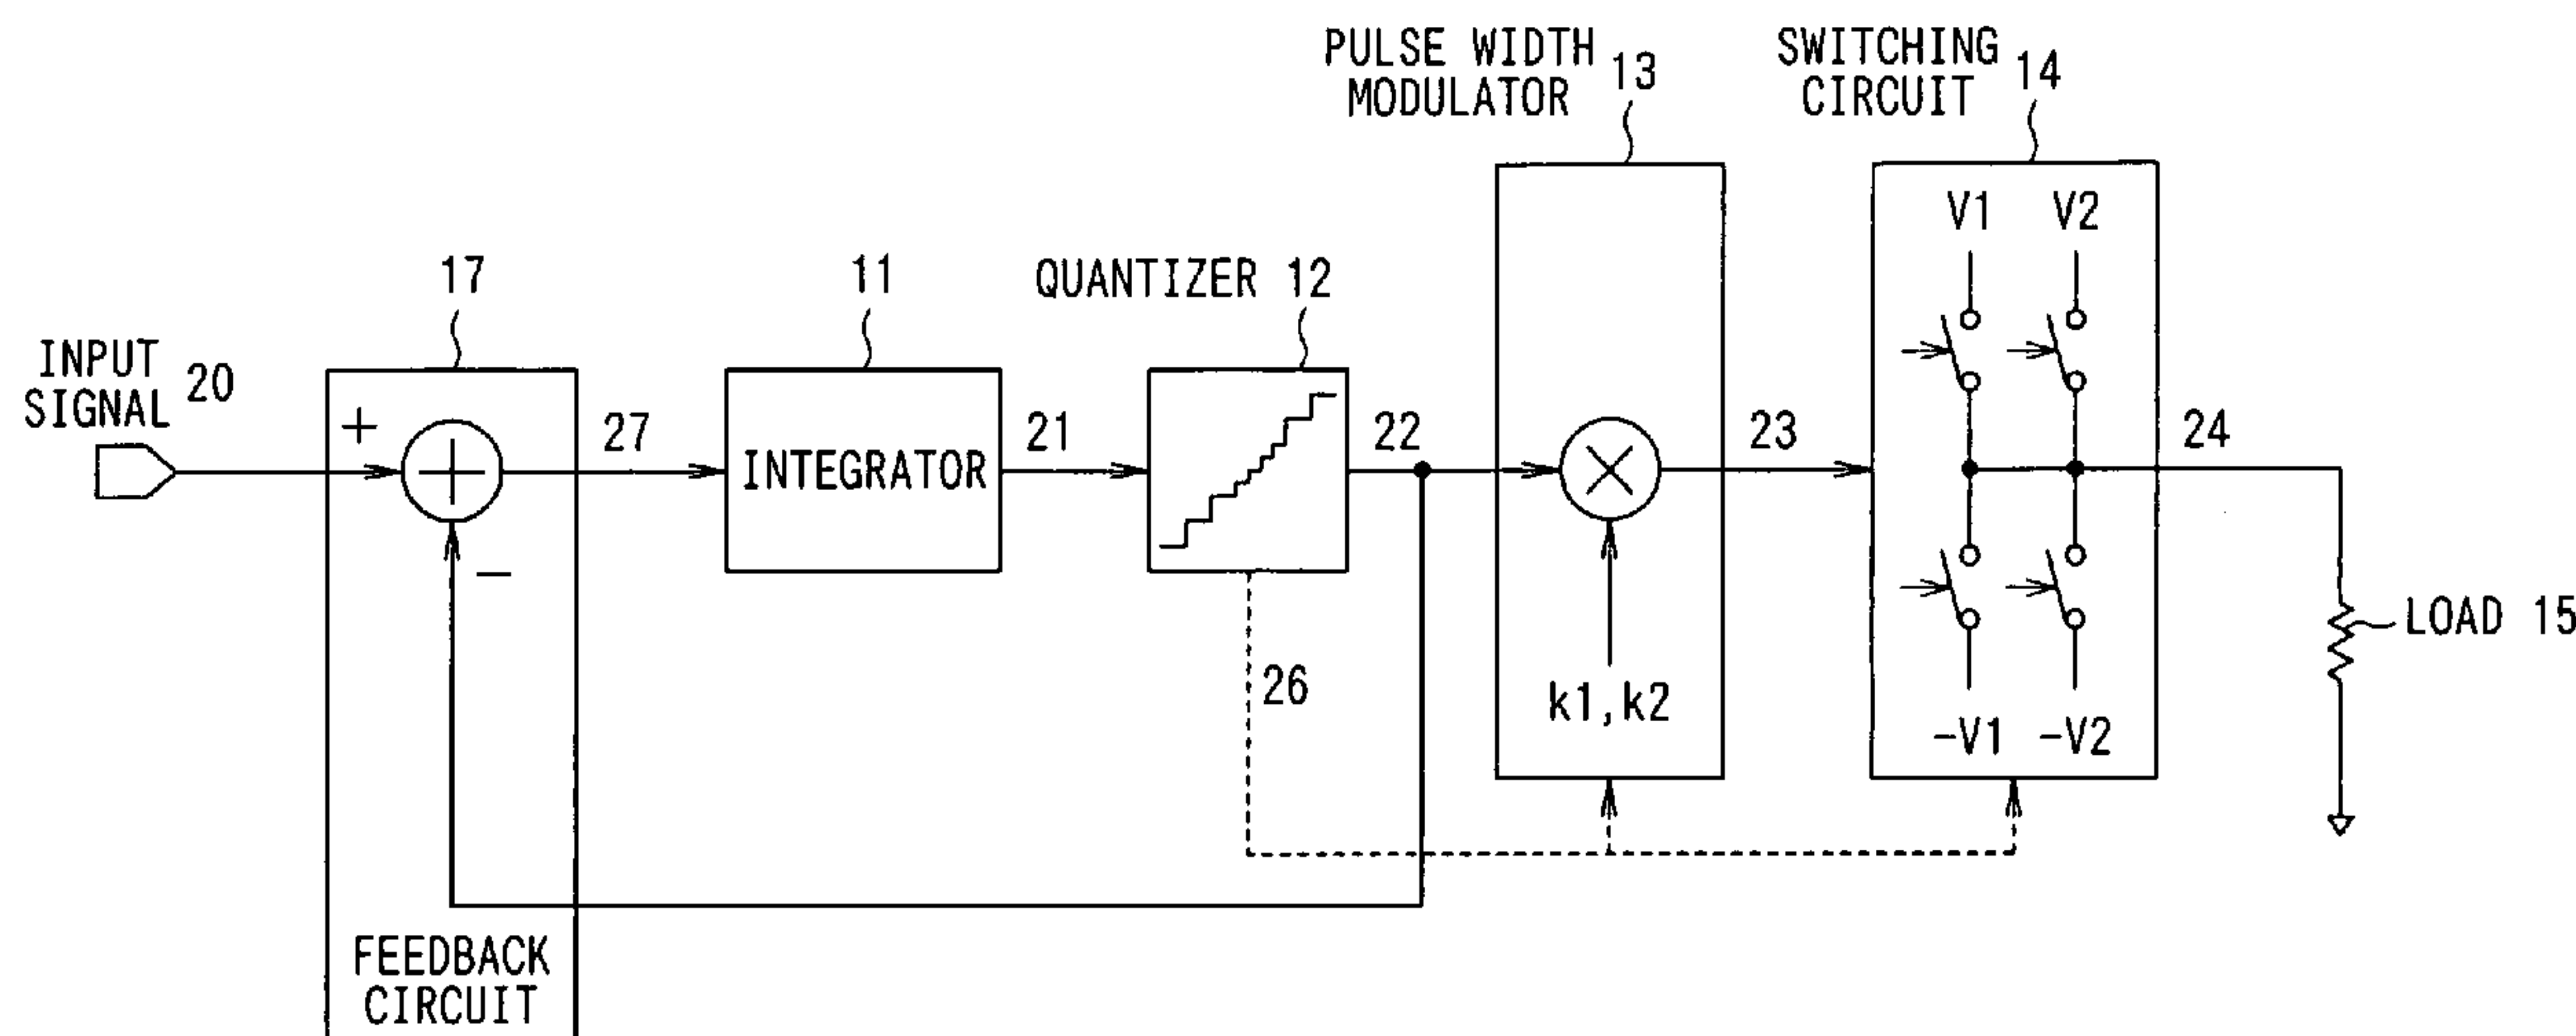 PULSE WIDTH
MODULATOR 13
SWITCHING
CIRCUIT 14
V1 V2
17
11
QUANTIZER 12
INPUT
SIGNAL 20
+
27
INTEGRATOR
21
22
23
24
−
26
k1,k2
-V1 -V2
LOAD 15
FEEDBACK
CIRCUIT